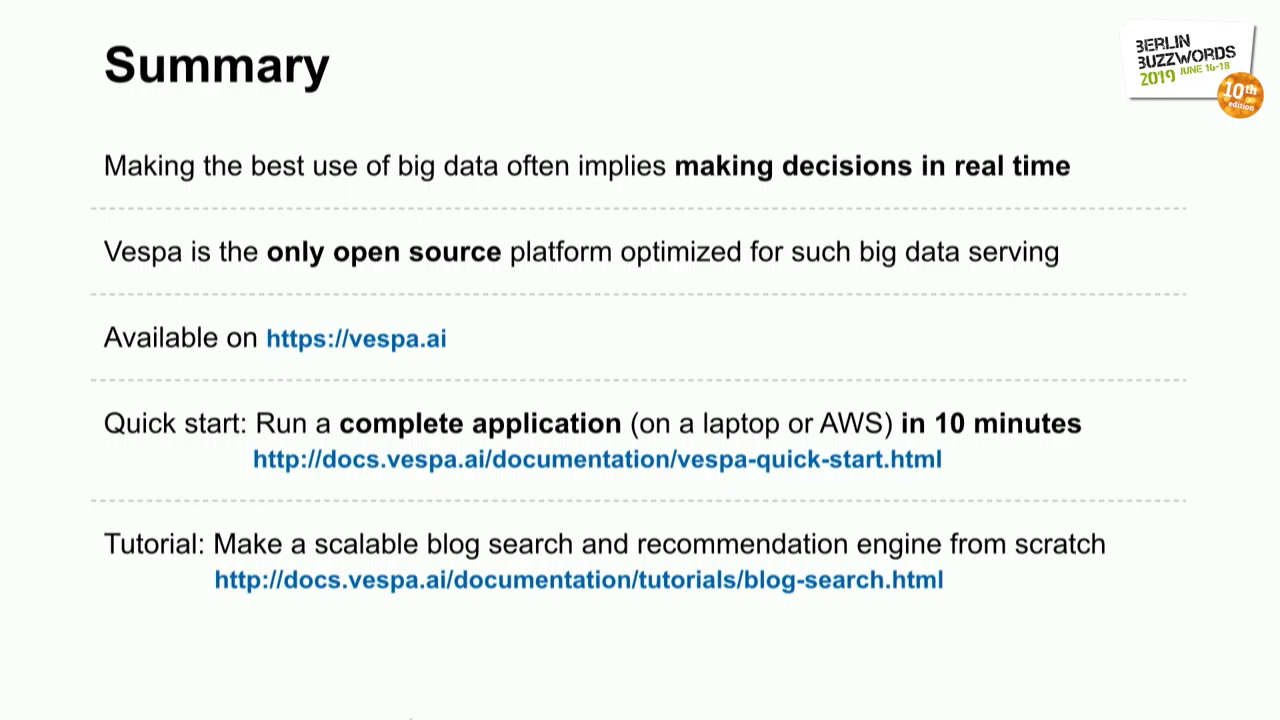 Summary
BERLIN
BUZZWORDS
2019 JUNE 16-18
10th
edition
Making the best use of big data often implies making decisions in real time
Vespa is the only open source platform optimized for such big data serving
Available on https://vespa.ai
Quick start: Run a complete application (on a laptop or AWS) in 10 minutes
http://docs.vespa.ai/documentation/vespa-quick-start.html
Tutorial: Make a scalable blog search and recommendation engine from scratch
http://docs.vespa.ai/documentation/tutorials/blog-search.html